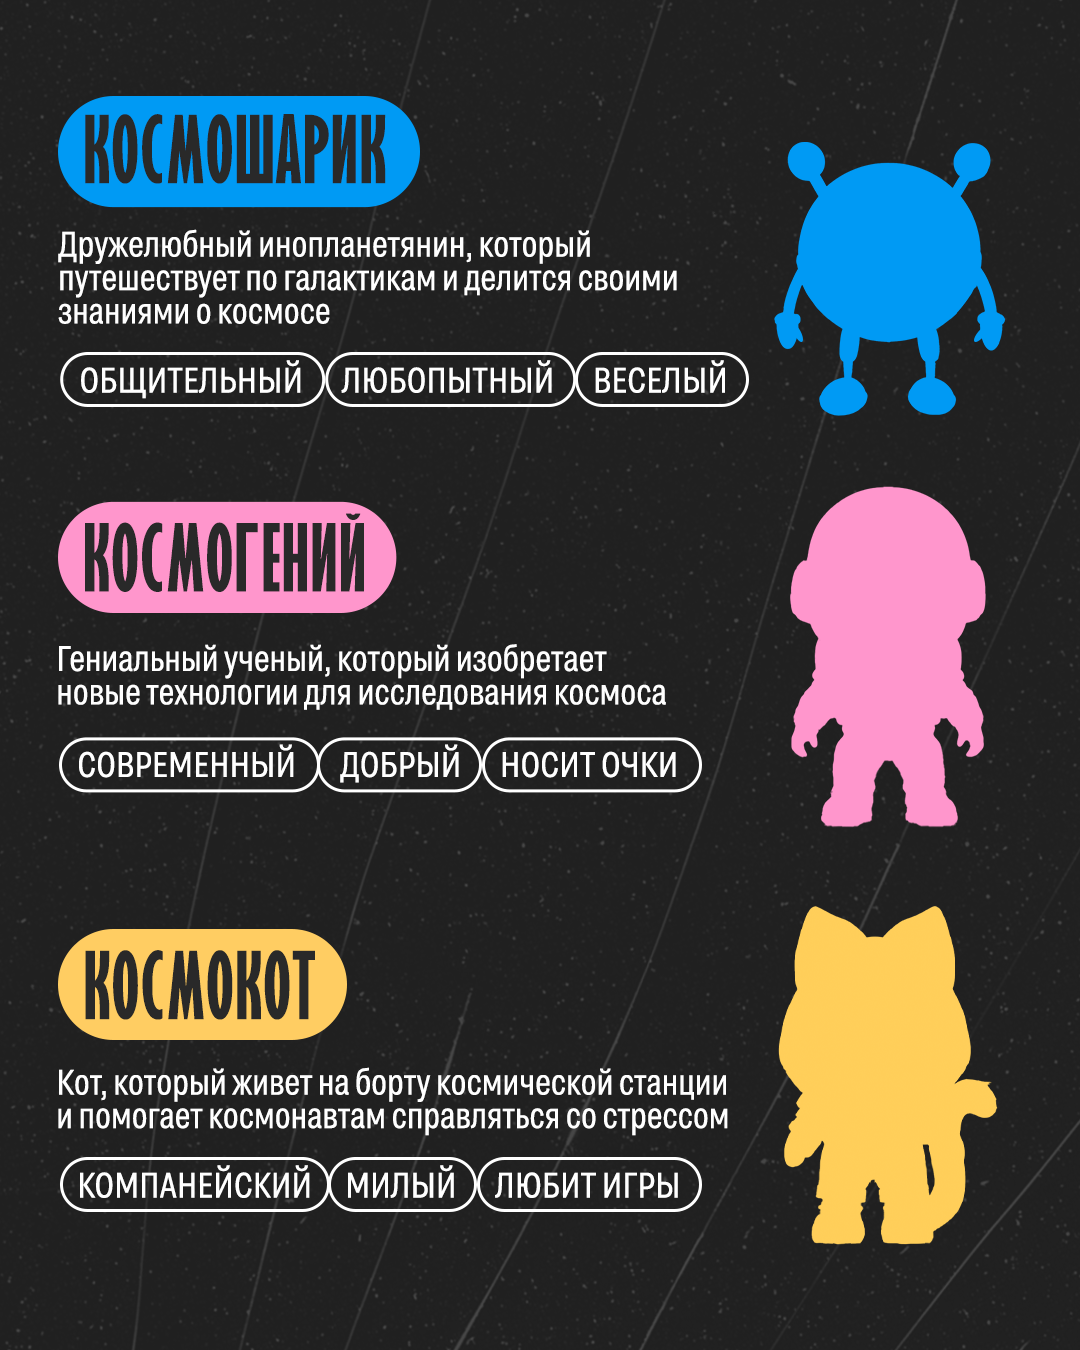 КОСМОШАРИК
Дружелюбный инопланетянин, который
путешествует по галактикам и делится своими
знаниями о космосе
ОБЩИТЕЛЬНЫЙ ЛЮБОПЫТНЫЙ ВЕСЕЛЫЙ
КОСМОГЕНИЙ
Гениальный ученый, который изобретает
новые технологии для исследования космоса
СОВРЕМЕННЫЙ ДОБРЫЙ НОСИТ ОЧКИ
КОСМОКОТ
Кот, который живет на борту космической станции
и помогает космонавтам справляться со стрессом
КОМПАНЕЙСКИЙ МИЛЫЙ ЛЮБИТ ИГРЫ